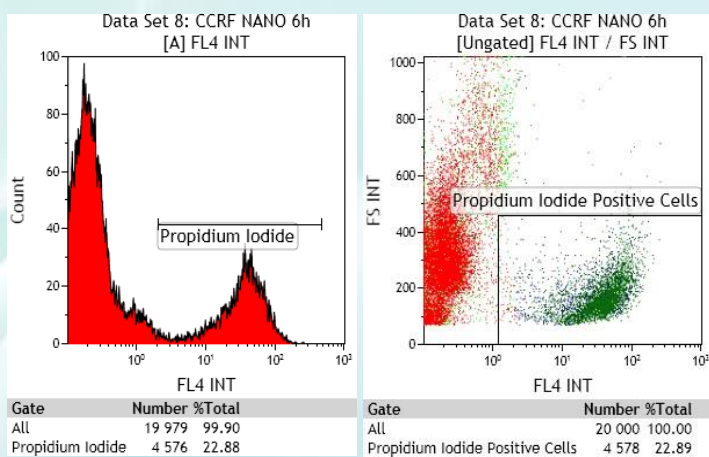 Data Set 8: CCRF NANO 6h
[A] FL4 INT
100
80
60
40
20
0
Count
Propidium Iodide
10⁰
10¹
10²
10³
FL4 INT
Gate Number %Total
All 19 979 99.90
Propidium Iodide 4 576 22.88
Data Set 8: CCRF NANO 6h
[Ungated] FL4 INT / FS INT
1000
800
600
400
200
0
FS INT
Propidium Iodide Positive Cells
10⁰
10¹
10²
10³
FL4 INT
Gate Number %Total
All 20 000 100.00
Propidium Iodide Positive Cells 4 578 22.89